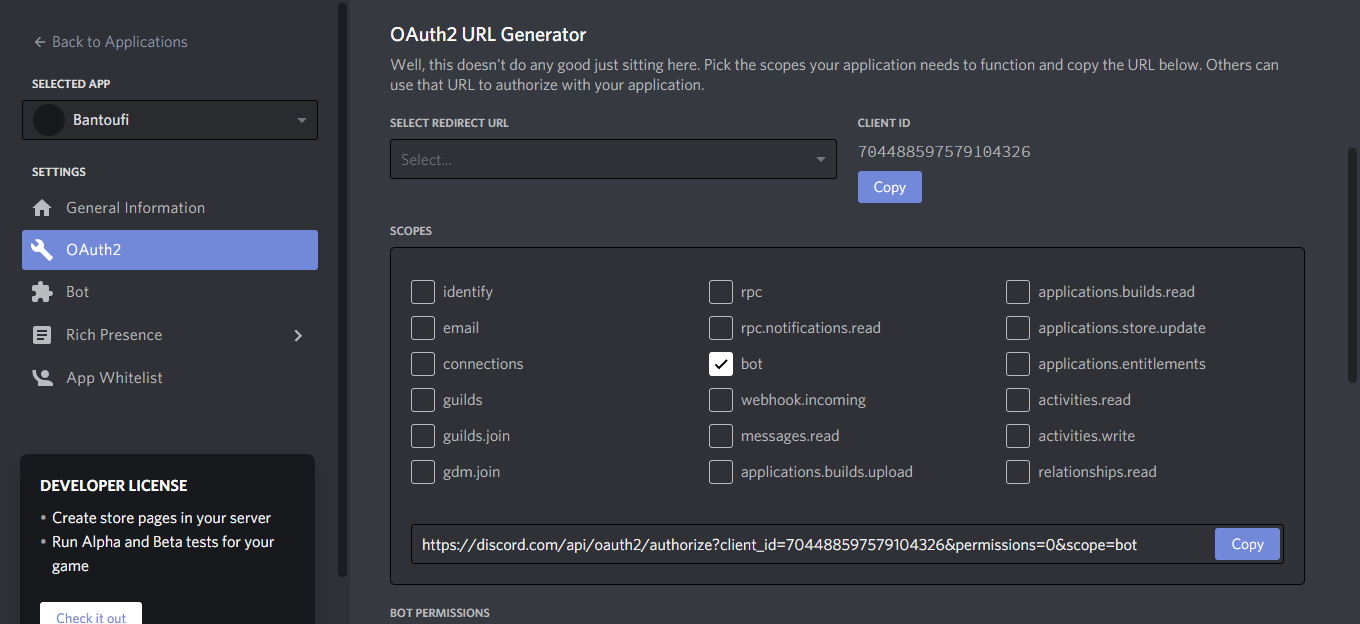 Back to Applications
SELECTED APP
Bantoufi
SETTINGS
General Information
OAuth2
Bot
Rich Presence
App Whitelist
DEVELOPER LICENSE
• Create store pages in your server
• Run Alpha and Beta tests for your
game
Check it out
OAuth2 URL Generator
Well, this doesn't do any good just sitting here. Pick the scopes your application needs to function and copy the URL below. Others can
use that URL to authorize with your application.
SELECT REDIRECT URL
Select...
CLIENT ID
704488597579104326
Copy
SCOPES
identify
email
connections
guilds
guilds.join
gdm.join
rpc
rpc.notifications.read
bot
webhook.incoming
messages.read
applications.builds.upload
applications.builds.read
applications.store.update
applications.entitlements
activities.read
activities.write
relationships.read
https://discord.com/api/oauth2/authorize?client_id=704488597579104326&permissions=0&scope=bot
Copy
BOT PERMISSIONS